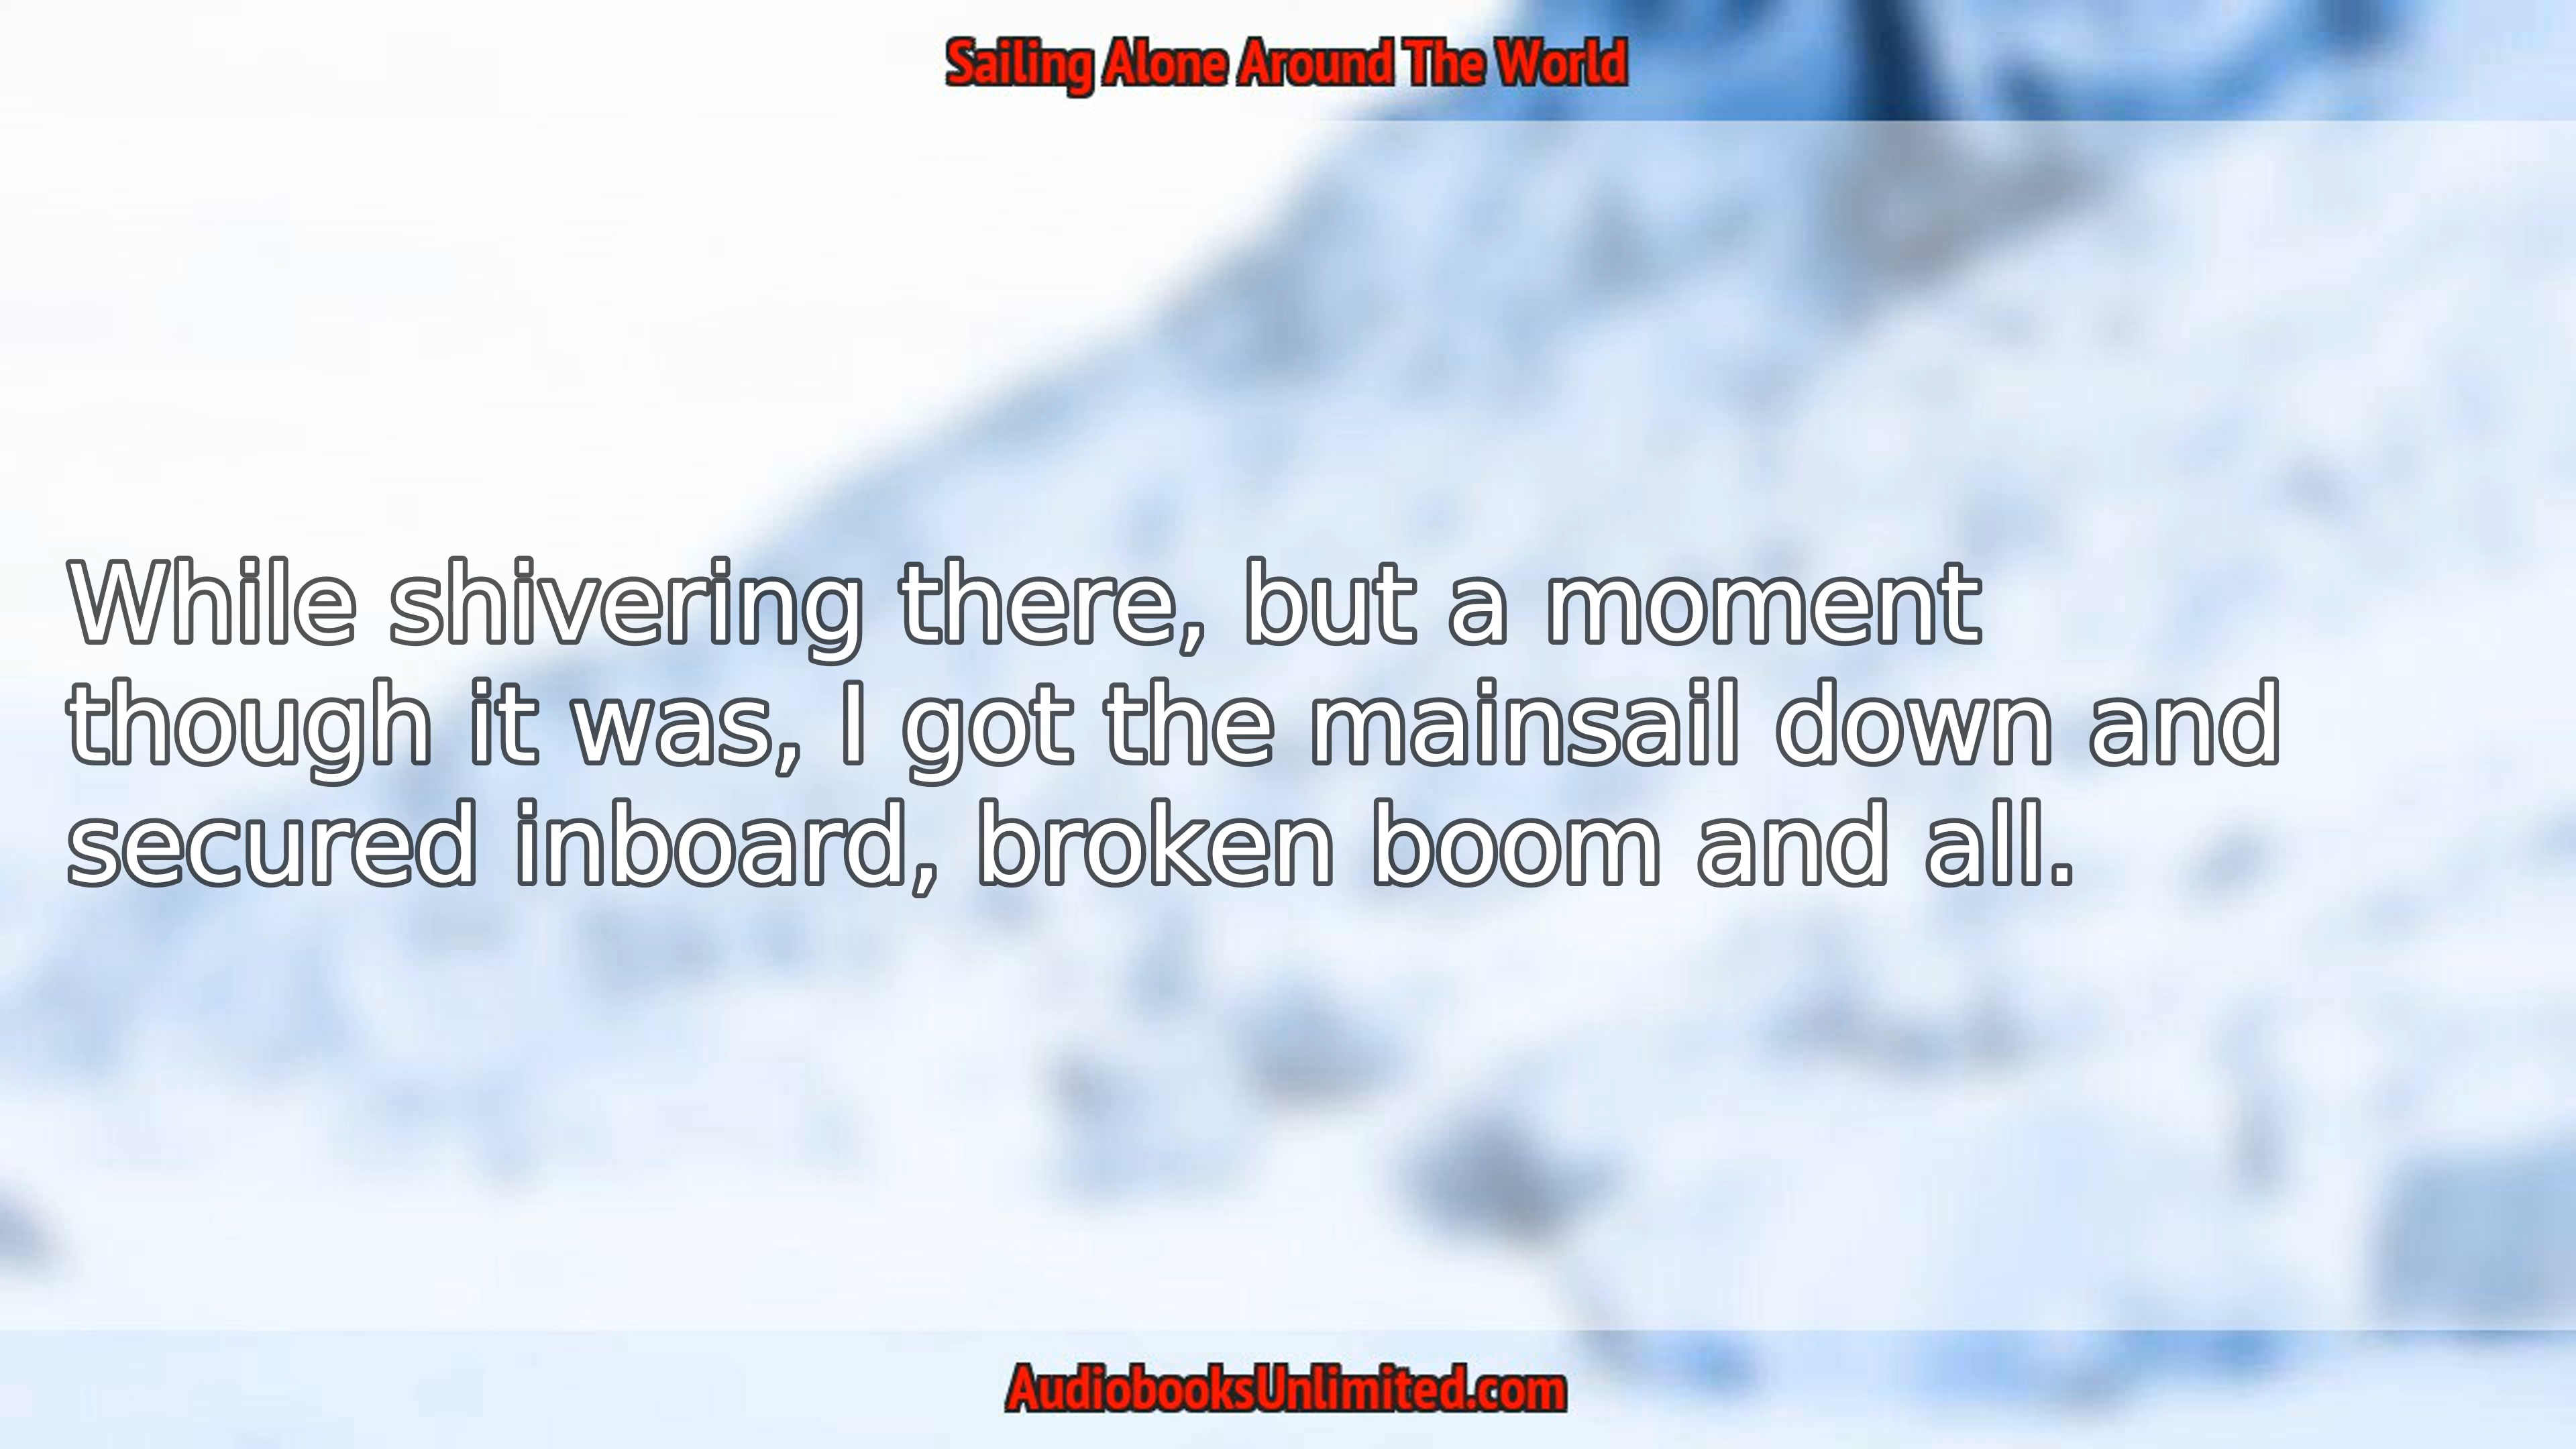 Sailing Alone Around The World
While shivering there, but a moment
though it was, I got the mainsail down and
secured inboard, broken boom and all.
AudiobooksUnlimited.com